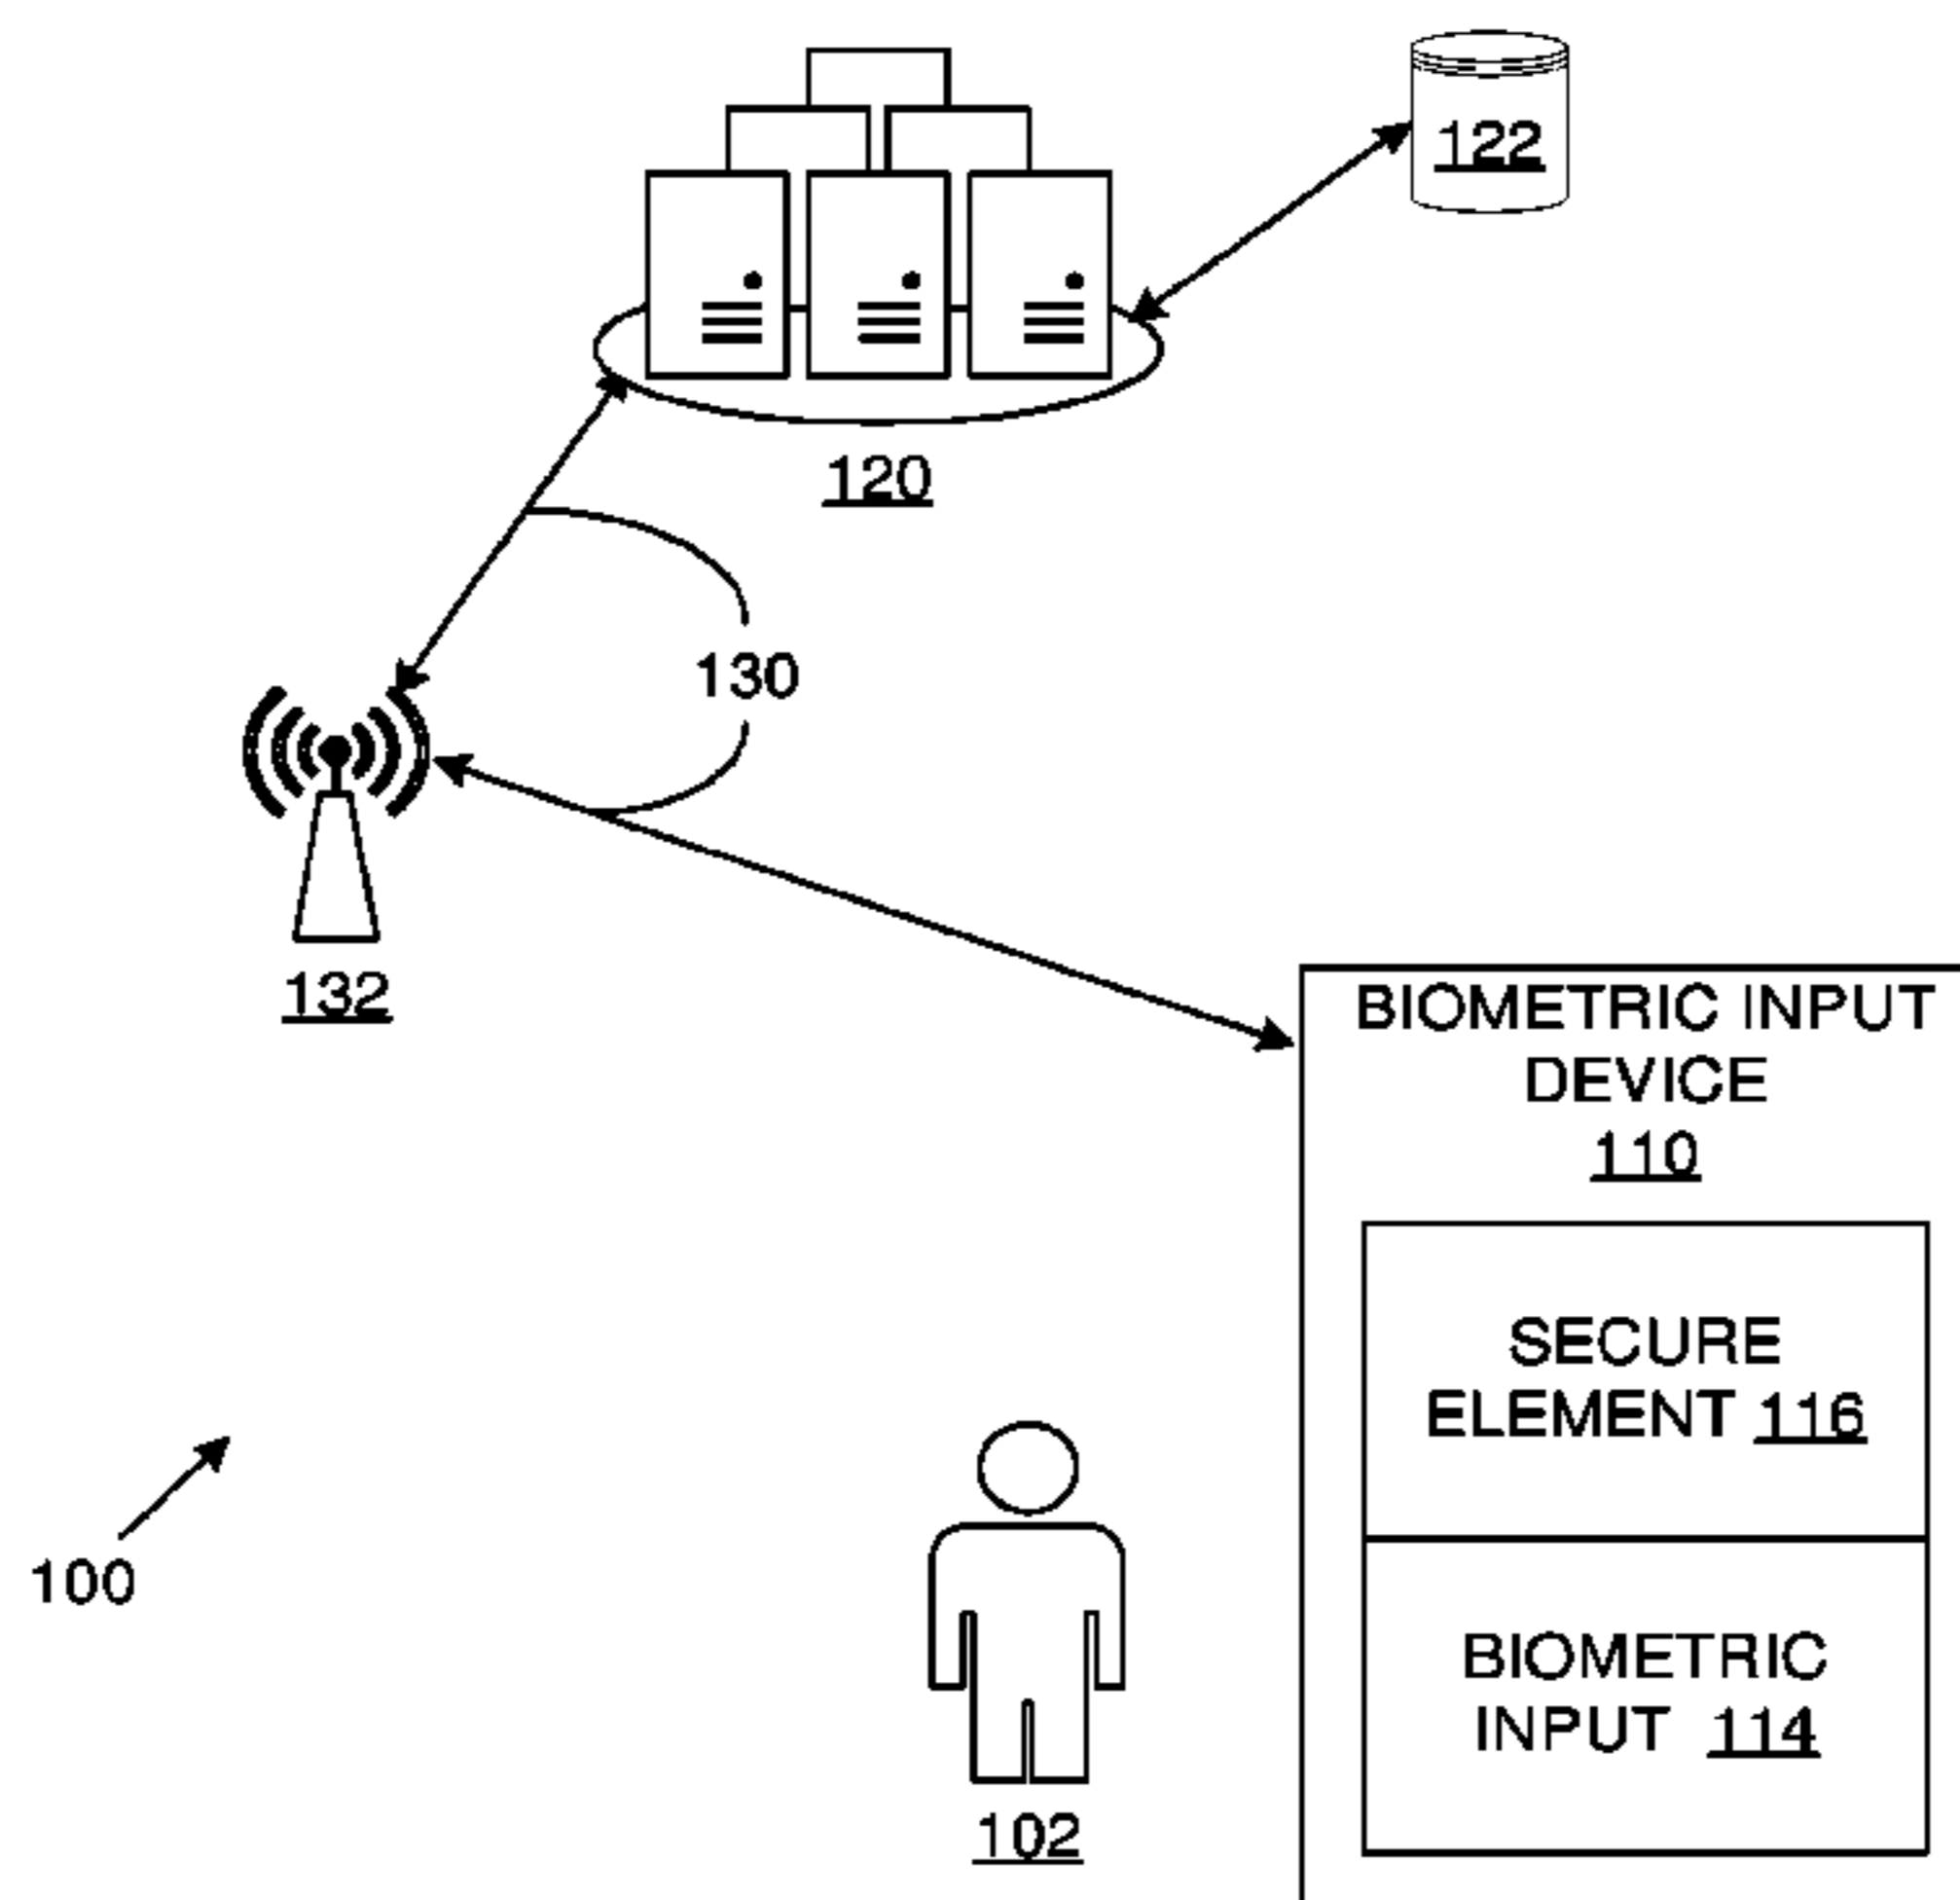 122
120
130
132
BIOMETRIC INPUT
DEVICE
110
SECURE
ELEMENT 116
100
BIOMETRIC
INPUT 114
102